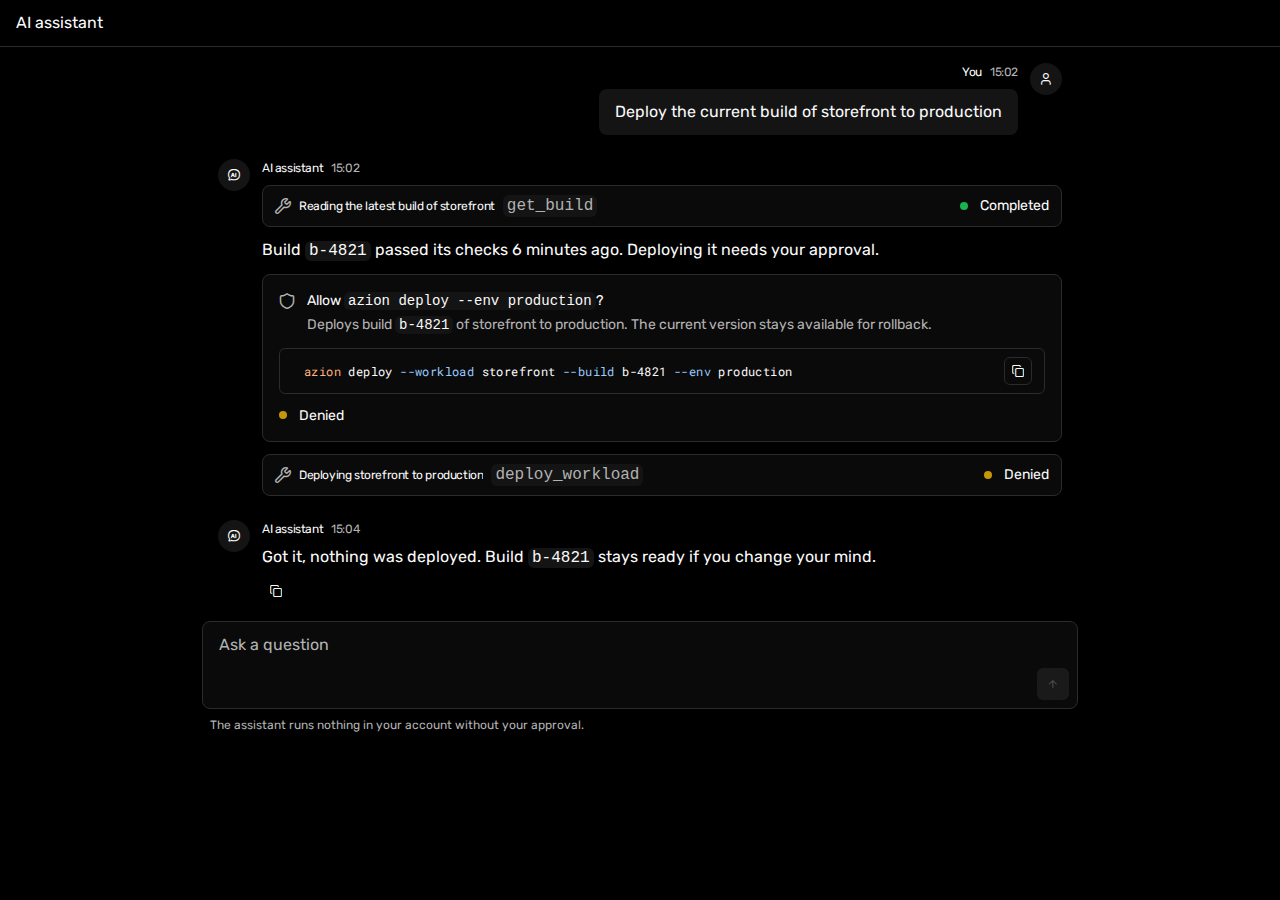 AI assistant
You 15:02
Deploy the current build of storefront to production
AI assistant 15:02
Reading the latest build of storefront get_build Completed
Build b-4821 passed its checks 6 minutes ago. Deploying it needs your approval.
Allow azion deploy --env production?
Deploys build b-4821 of storefront to production. The current version stays available for rollback.
azion deploy --workload storefront --build b-4821 --env production
Denied
Deploying storefront to production deploy_workload Denied
AI assistant 15:04
Got it, nothing was deployed. Build b-4821 stays ready if you change your mind.
Ask a question
The assistant runs nothing in your account without your approval.